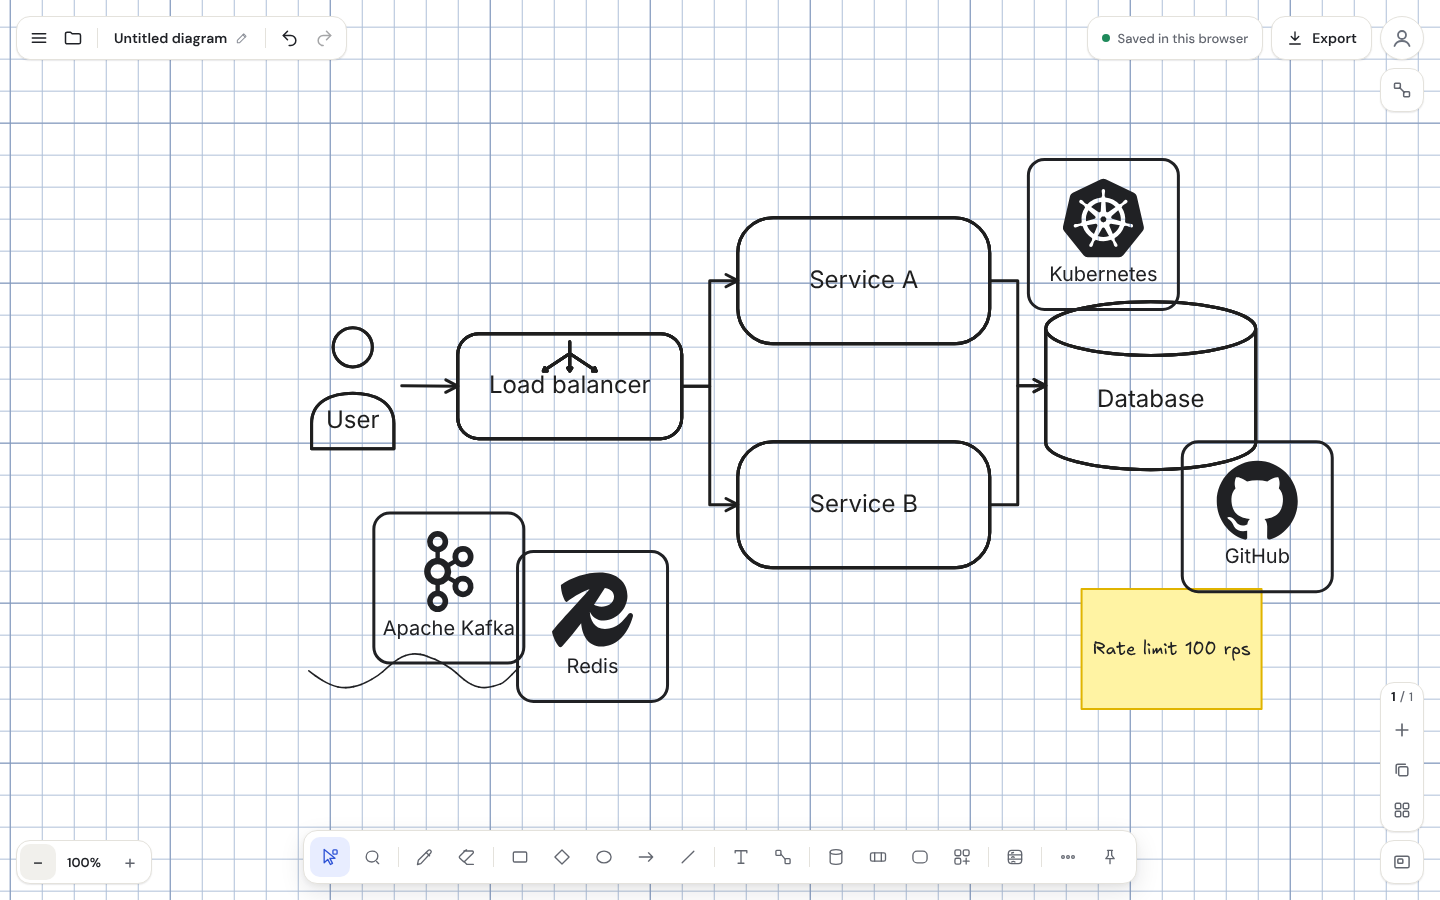 Untitled diagram
Saved in this browser
Export
Kubernetes
Service A
Load balancer
User
Database
Service B
GitHub
Apache Kafka
Redis
Rate limit 100 rps
1 / 1
100%